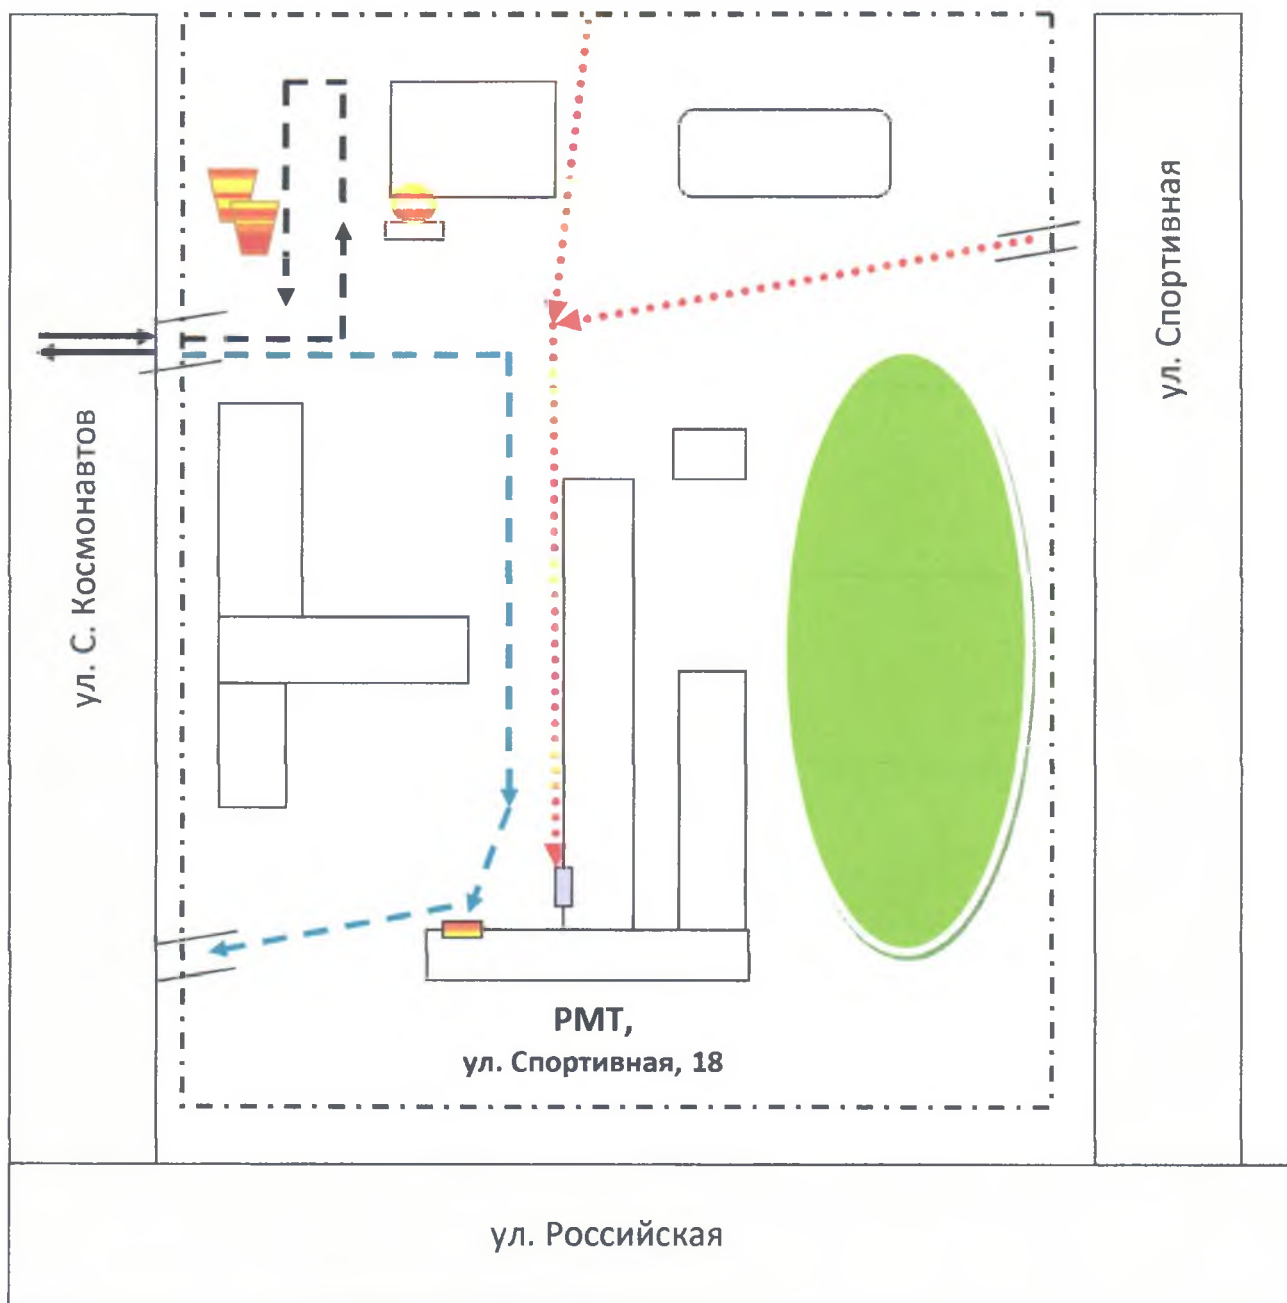 ул. С. Космонавтов
ул. Спортивная
РМТ,
ул. Спортивная, 18
ул. Российская